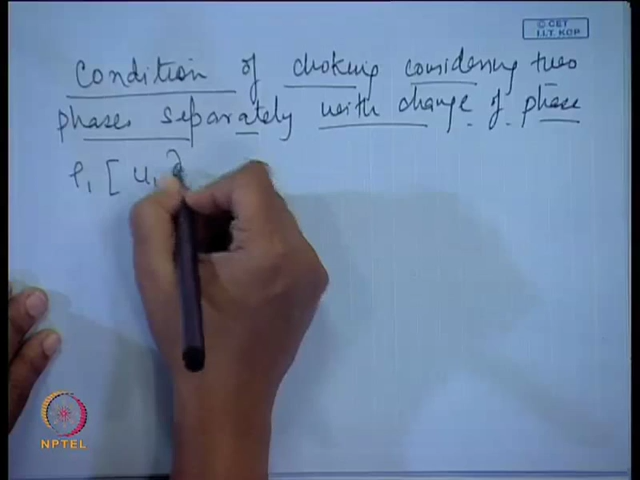 © CET
I.I.T. KGP
Condition of choking considering two
phases separately with change of phase
ρ₁ [ u₁ ∂
NPTEL